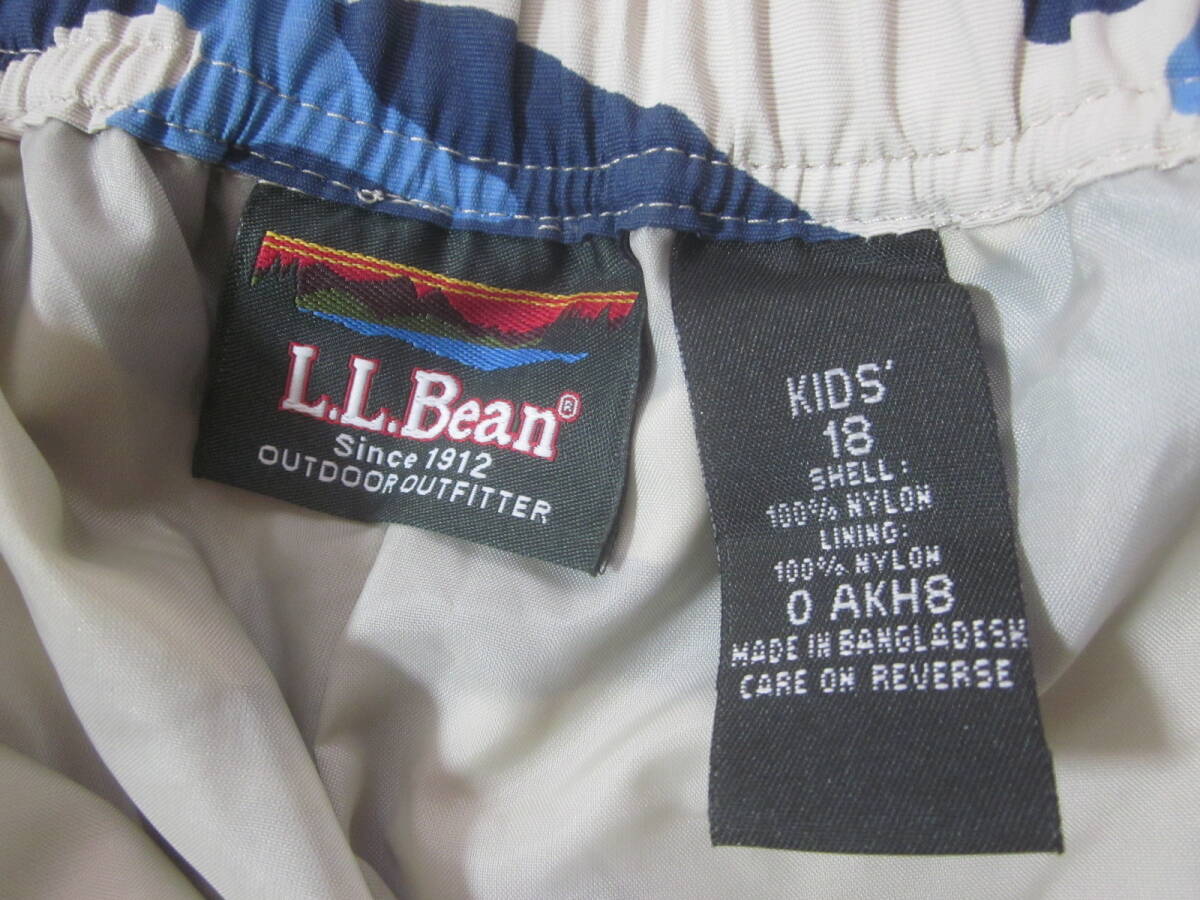 L.L.Bean®
Since 1912
OUTDOOR OUTFITTER
KIDS'
18
SHELL:
100% NYLON
LINING:
100% NYLON
0 AKH8
MADE IN BANGLADESH
CARE ON REVERSE